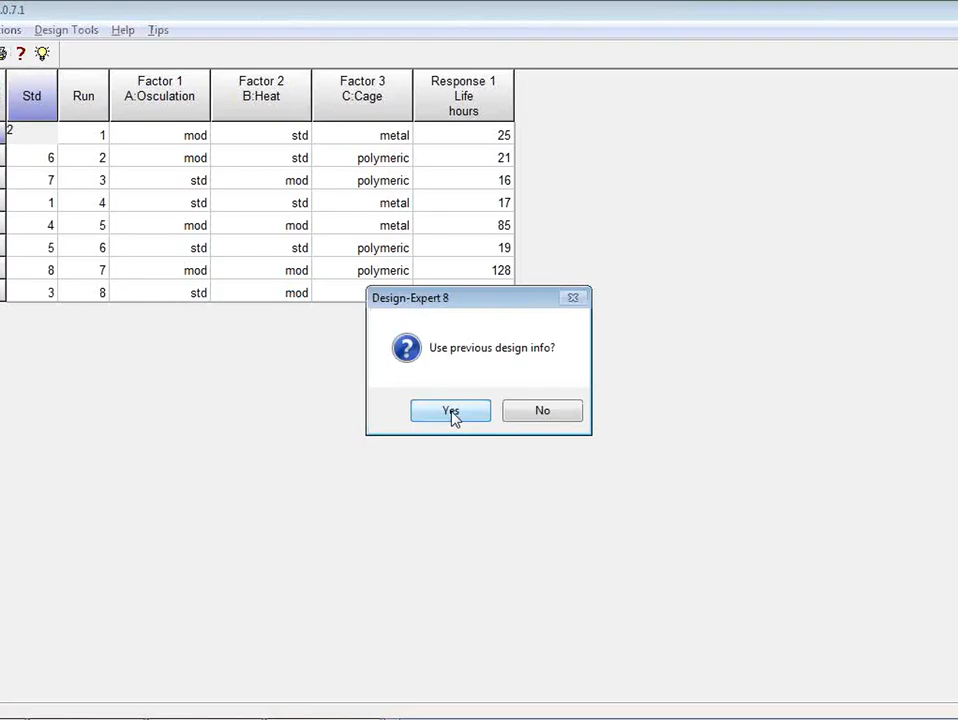 .0.7.1
ions Design Tools Help Tips
Std Run Factor 1 A:Osculation Factor 2 B:Heat Factor 3 C:Cage Response 1 Life hours
2 1 mod std metal 25
6 2 mod std polymeric 21
7 3 std mod polymeric 16
1 4 std std metal 17
4 5 mod mod metal 85
5 6 std std polymeric 19
8 7 mod mod polymeric 128
3 8 std mod
Design-Expert 8
Use previous design info?
Yes No